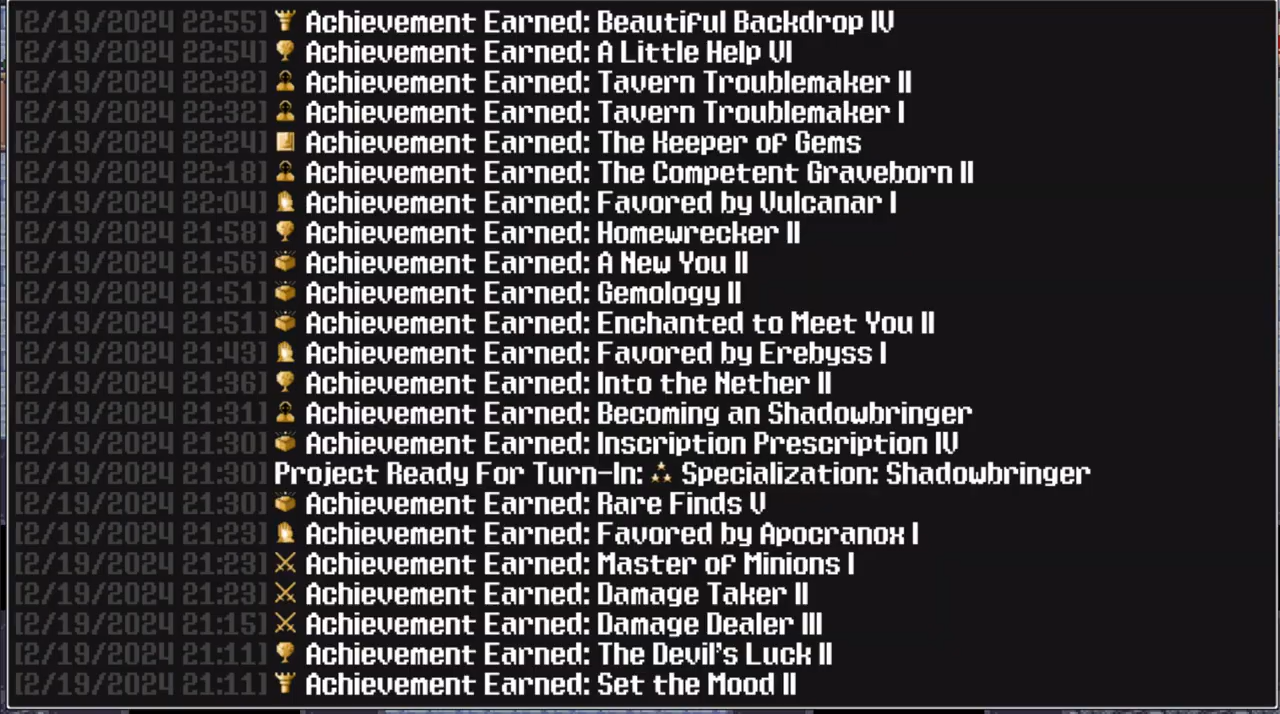 [2/19/2024 22:55] Achievement Earned: Beautiful Backdrop IV
[2/19/2024 22:54] Achievement Earned: A Little Help VI
[2/19/2024 22:32] Achievement Earned: Tavern Troublemaker II
[2/19/2024 22:32] Achievement Earned: Tavern Troublemaker I
[2/19/2024 22:24] Achievement Earned: The Keeper of Gems
[2/19/2024 22:18] Achievement Earned: The Competent Graveborn II
[2/19/2024 22:04] Achievement Earned: Favored by Vulcanar I
[2/19/2024 21:58] Achievement Earned: Homewrecker II
[2/19/2024 21:56] Achievement Earned: A New You II
[2/19/2024 21:51] Achievement Earned: Gemology II
[2/19/2024 21:51] Achievement Earned: Enchanted to Meet You II
[2/19/2024 21:43] Achievement Earned: Favored by Erebyss I
[2/19/2024 21:36] Achievement Earned: Into the Nether II
[2/19/2024 21:31] Achievement Earned: Becoming an Shadowbringer
[2/19/2024 21:30] Achievement Earned: Inscription Prescription IV
[2/19/2024 21:30] Project Ready For Turn-In: Specialization: Shadowbringer
[2/19/2024 21:30] Achievement Earned: Rare Finds V
[2/19/2024 21:23] Achievement Earned: Favored by Apocranox I
[2/19/2024 21:23] Achievement Earned: Master of Minions I
[2/19/2024 21:23] Achievement Earned: Damage Taker II
[2/19/2024 21:15] Achievement Earned: Damage Dealer III
[2/19/2024 21:11] Achievement Earned: The Devil's Luck II
[2/19/2024 21:11] Achievement Earned: Set the Mood II